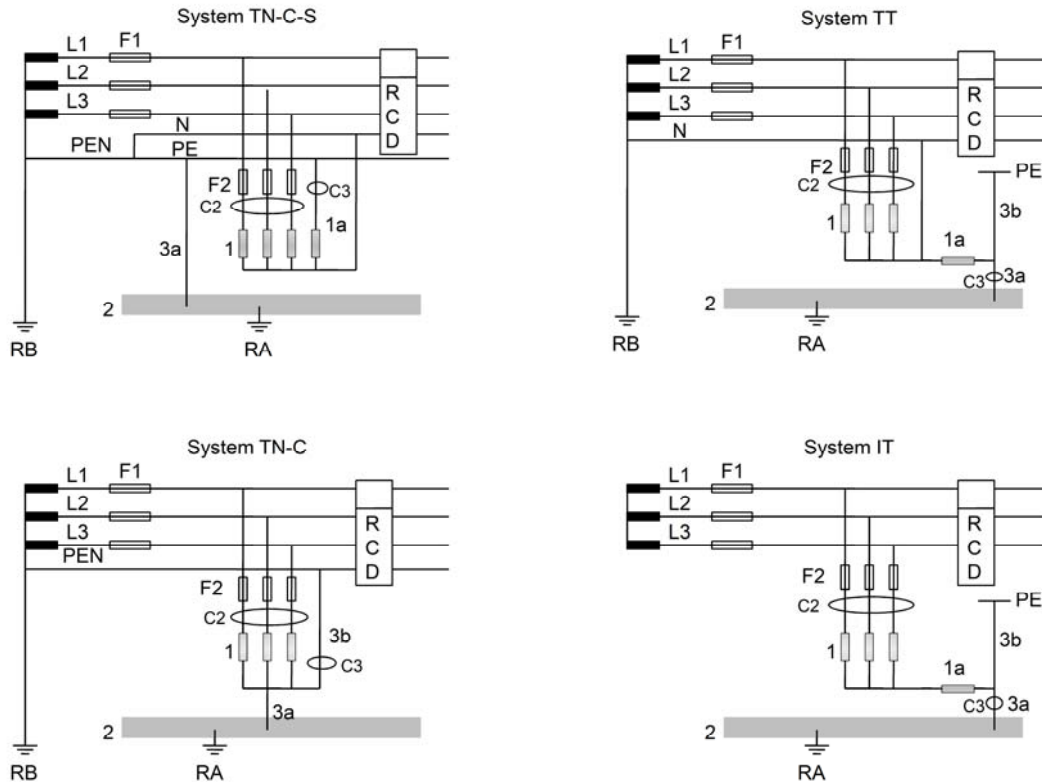 System TN-C-S
L1 F1
L2
L3
N
PEN PE
R
C
D
F2
C2
C3
1a
3a
1
2
RB
RA
System TT
L1 F1
L2
L3
N
R
C
D
F2
C2
PE
3b
1
1a
C3 3a
2
RB
RA
System TN-C
L1 F1
L2
L3
PEN
R
C
D
F2
C2
3b
1
C3
3a
2
RB
RA
System IT
L1 F1
L2
L3
R
C
D
F2
C2
PE
3b
1
1a
C3 3a
2
RA